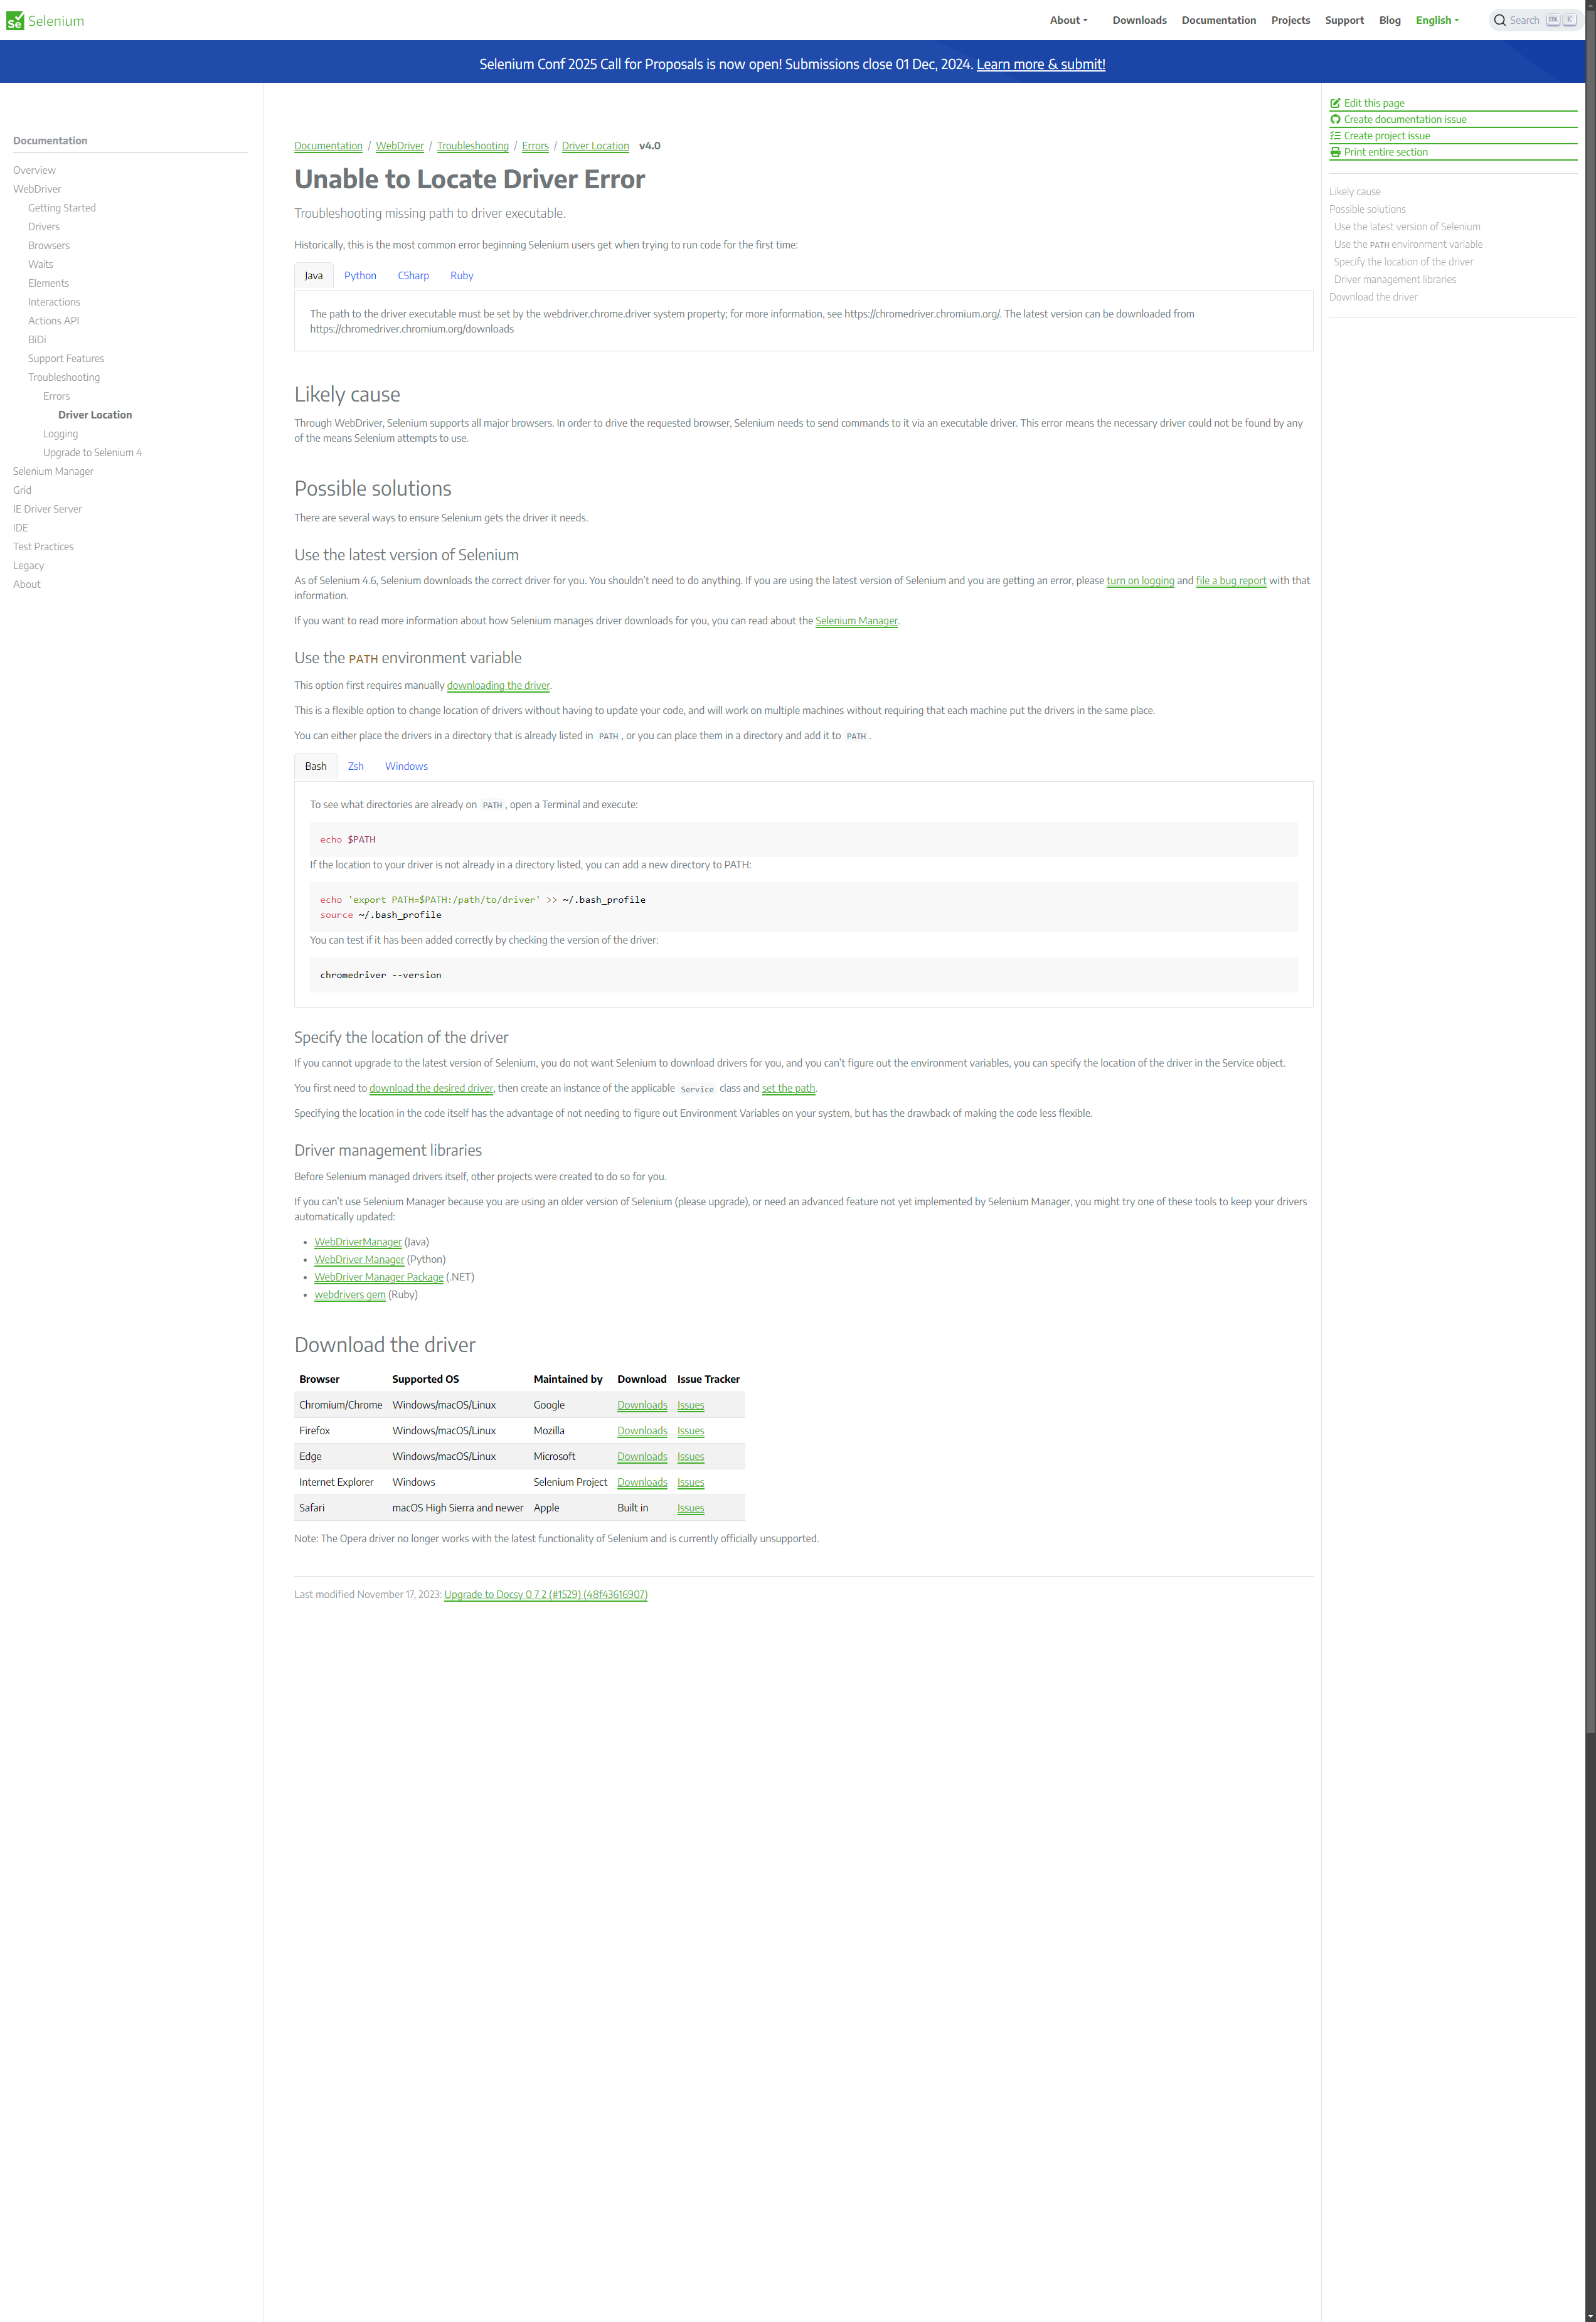 Selenium
About
Downloads
Documentation
Projects
Support
Blog
English
Search
K
Selenium Conf 2025 Call for Proposals is now open! Submissions close 01 Dec, 2024. Learn more & submit!
Documentation
Overview
WebDriver
Getting Started
Drivers
Browsers
Waits
Elements
Interactions
Actions API
BiDi
Support Features
Troubleshooting
Errors
Driver Location
Logging
Upgrade to Selenium 4
Selenium Manager
Grid
IE Driver Server
IDE
Test Practices
Legacy
About
Documentation / WebDriver / Troubleshooting / Errors / Driver Location v4.0
Unable to Locate Driver Error
Troubleshooting missing path to driver executable.
Historically, this is the most common error beginning Selenium users get when trying to run code for the first time:
Java Python CSharp Ruby
The path to the driver executable must be set by the webdriver.chrome.driver system property; for more information, see https://chromedriver.chromium.org/. The latest version can be downloaded from
https://chromedriver.chromium.org/downloads
Likely cause
Through WebDriver, Selenium supports all major browsers. In order to drive the requested browser, Selenium needs to send commands to it via an executable driver. This error means the necessary driver could not be found by any
of the means Selenium attempts to use.
Possible solutions
There are several ways to ensure Selenium gets the driver it needs.
Use the latest version of Selenium
As of Selenium 4.6, Selenium downloads the correct driver for you. You shouldn't need to do anything. If you are using the latest version of Selenium and you are getting an error, please turn on logging and file a bug report with that
information.
If you want to read more information about how Selenium manages driver downloads for you, you can read about the Selenium Manager.
Use the PATH environment variable
This option first requires manually downloading the driver.
This is a flexible option to change location of drivers without having to update your code, and will work on multiple machines without requiring that each machine put the drivers in the same place.
You can either place the drivers in a directory that is already listed in PATH, or you can place them in a directory and add it to PATH.
Bash Zsh Windows
To see what directories are already on PATH, open a Terminal and execute:
echo $PATH
If the location to your driver is not already in a directory listed, you can add a new directory to PATH:
echo 'export PATH=$PATH:/path/to/driver' >> ~/.bash_profile
source ~/.bash_profile
You can test if it has been added correctly by checking the version of the driver:
chromedriver --version
Specify the location of the driver
If you cannot upgrade to the latest version of Selenium, you do not want Selenium to download drivers for you, and you can't figure out the environment variables, you can specify the location of the driver in the Service object.
You first need to download the desired driver, then create an instance of the applicable Service class and set the path.
Specifying the location in the code itself has the advantage of not needing to figure out Environment Variables on your system, but has the drawback of making the code less flexible.
Driver management libraries
Before Selenium managed drivers itself, other projects were created to do so for you.
If you can't use Selenium Manager because you are using an older version of Selenium (please upgrade), or need an advanced feature not yet implemented by Selenium Manager, you might try one of these tools to keep your drivers
automatically updated:
• WebDriverManager (Java)
• WebDriver Manager (Python)
• WebDriver Manager Package (.NET)
• webdrivers gem (Ruby)
Download the driver
Browser Supported OS Maintained by Download Issue Tracker
Chromium/Chrome Windows/macOS/Linux Google Downloads Issues
Firefox Windows/macOS/Linux Mozilla Downloads Issues
Edge Windows/macOS/Linux Microsoft Downloads Issues
Internet Explorer Windows Selenium Project Downloads Issues
Safari macOS High Sierra and newer Apple Built in Issues
Note: The Opera driver no longer works with the latest functionality of Selenium and is currently officially unsupported.
Last modified November 17, 2023: Upgrade to Docsy 0 7 2 (#1529) (48f43616907)
Edit this page
Create documentation issue
Create project issue
Print entire section
Likely cause
Possible solutions
Use the latest version of Selenium
Use the PATH environment variable
Specify the location of the driver
Driver management libraries
Download the driver